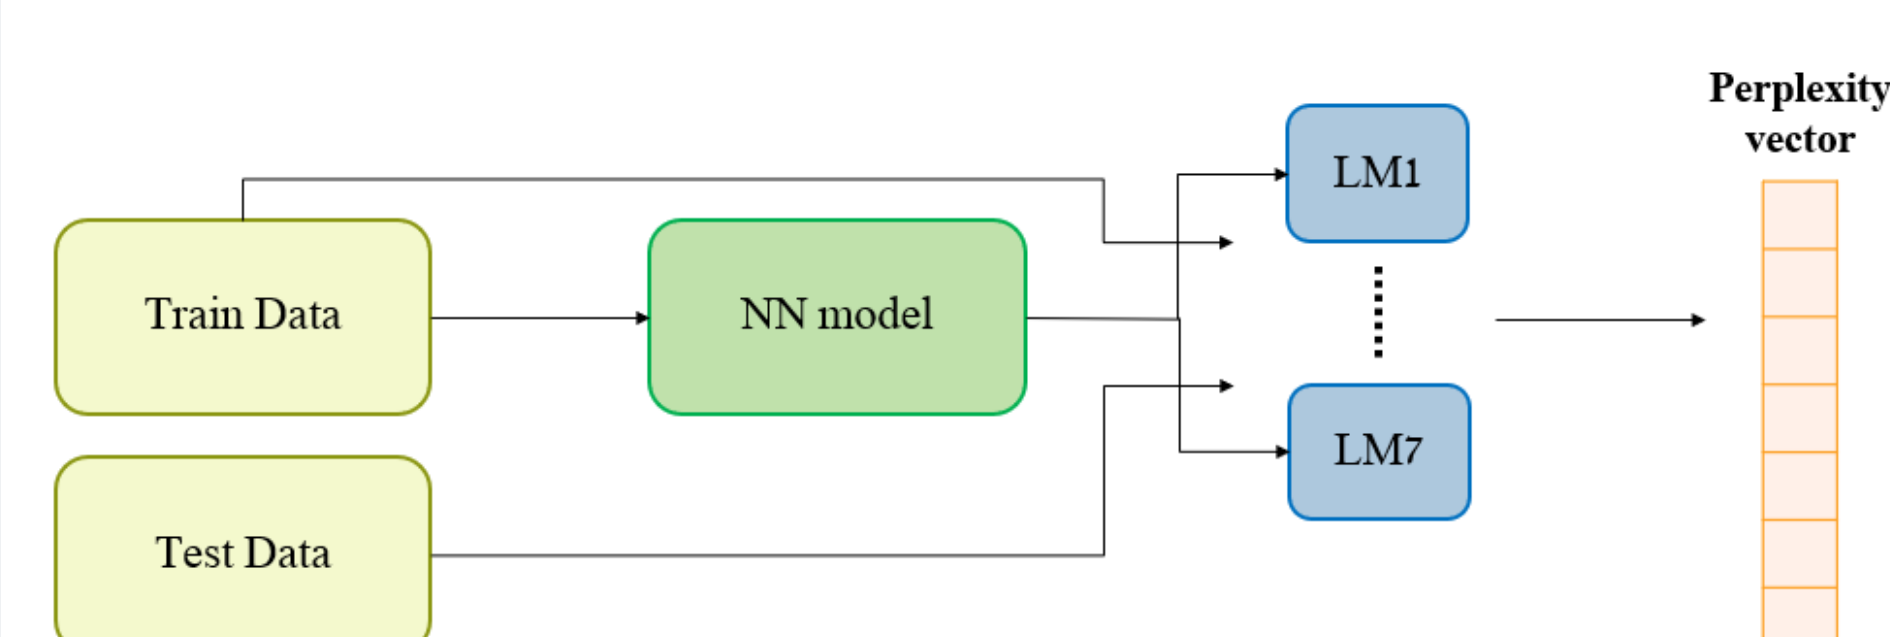 Perplexity
vector
LM1
Train Data
NN model
LM7
Test Data